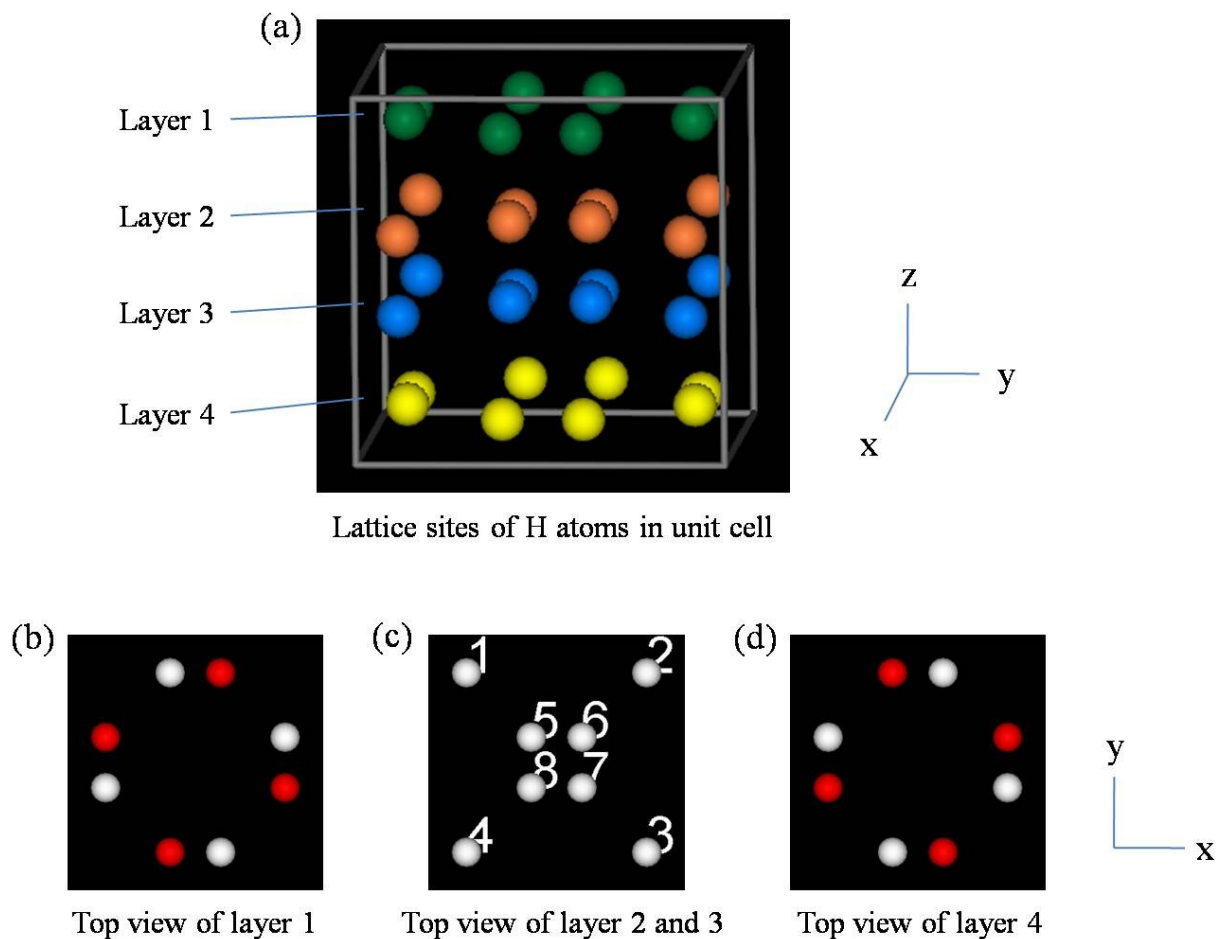 (a)
Layer 1
Layer 2
Layer 3
Layer 4
z
y
x
Lattice sites of H atoms in unit cell
(b)
(c)
(d)
1 2
5 6
8 7
4 3
y
x
Top view of layer 1
Top view of layer 2 and 3
Top view of layer 4